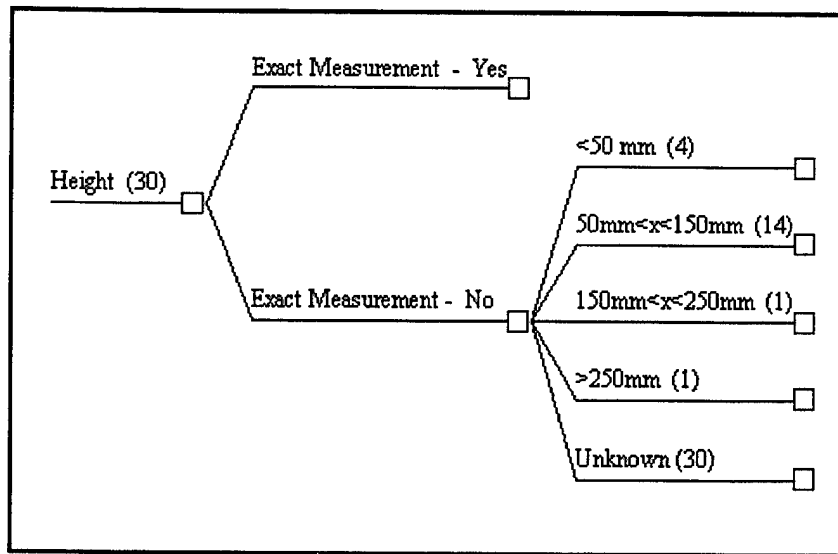 Exact Measurement - Yes
<50 mm (4)
Height (30)
50mm<x<150mm (14)
Exact Measurement - No
150mm<x<250mm (1)
>250mm (1)
Unknown (30)